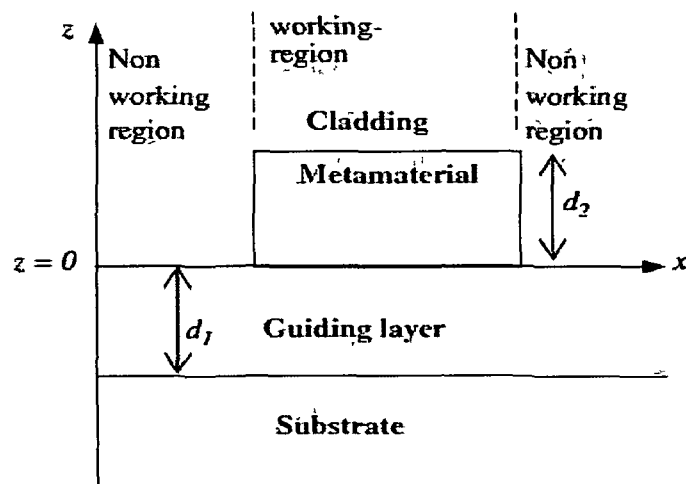 z
working-
region
Non
working
region
Non
working
region
Cladding
Metamaterial
d2
z = 0
x
d1
Guiding layer
Substrate